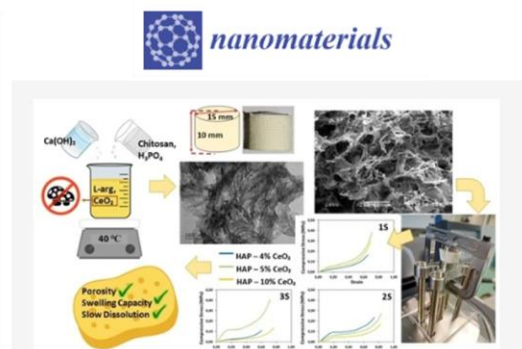 nanomaterials
15 mm
10 mm
Ca(OH)₂
Chitosan,
H₃PO₄
L-arg,
CeO₂
40 °C
HAP – 4% CeO₂
HAP – 5% CeO₂
HAP – 10% CeO₂
1S
Porosity
Swelling Capacity
Slow Dissolution
3S
2S